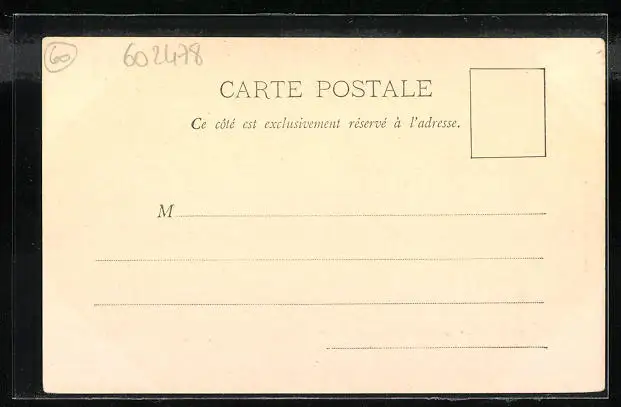 60
602478
CARTE POSTALE
Ce côté est exclusivement réservé à l'adresse.
M